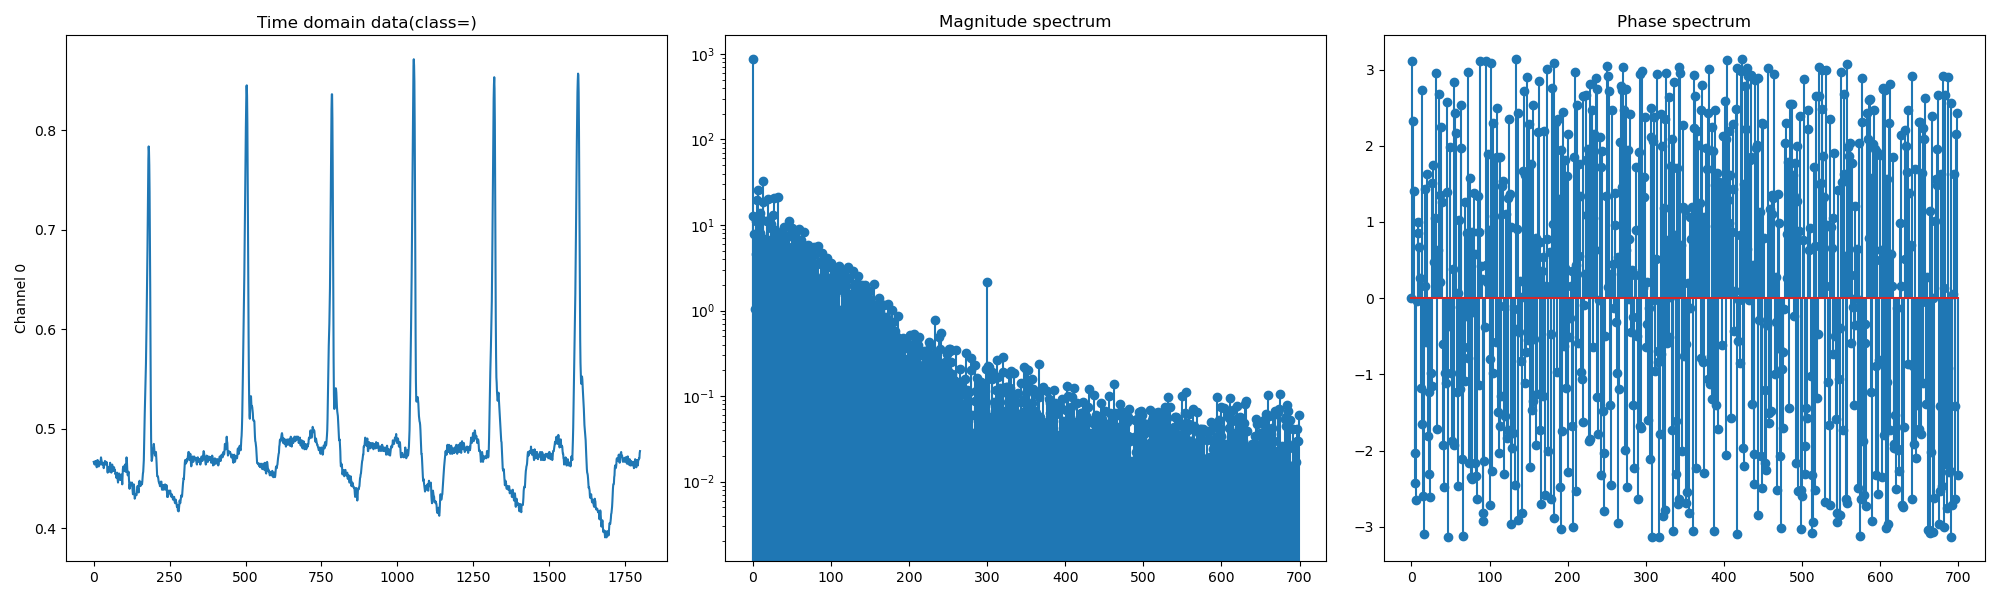 Time domain data(class=)
Magnitude spectrum
Phase spectrum
Channel 0
0.8
0.7
0.6
0.5
0.4
0 250 500 750 1000 1250 1500 1750
10³
10²
10¹
10⁰
10⁻¹
10⁻²
0 100 200 300 400 500 600 700
3
2
1
0
−1
−2
−3
0 100 200 300 400 500 600 700